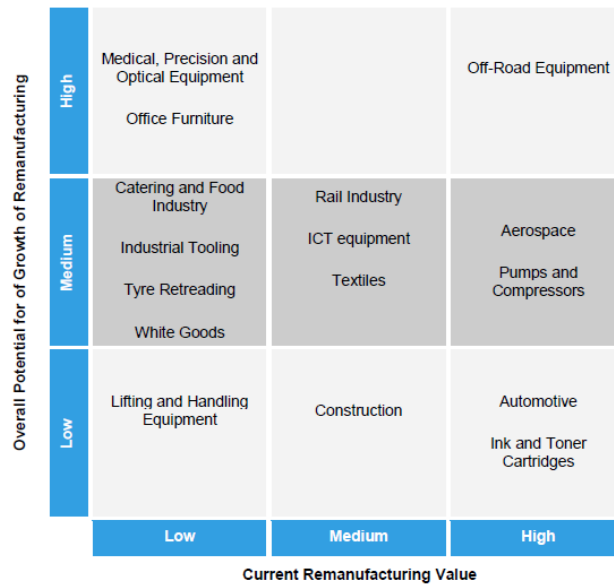 Overall Potential for of Growth of Remanufacturing
High
Medical, Precision and
Optical Equipment
Office Furniture
Off-Road Equipment
Medium
Catering and Food
Industry
Industrial Tooling
Tyre Retreading
White Goods
Rail Industry
ICT equipment
Textiles
Aerospace
Pumps and
Compressors
Low
Lifting and Handling
Equipment
Construction
Automotive
Ink and Toner
Cartridges
Low
Medium
High
Current Remanufacturing Value